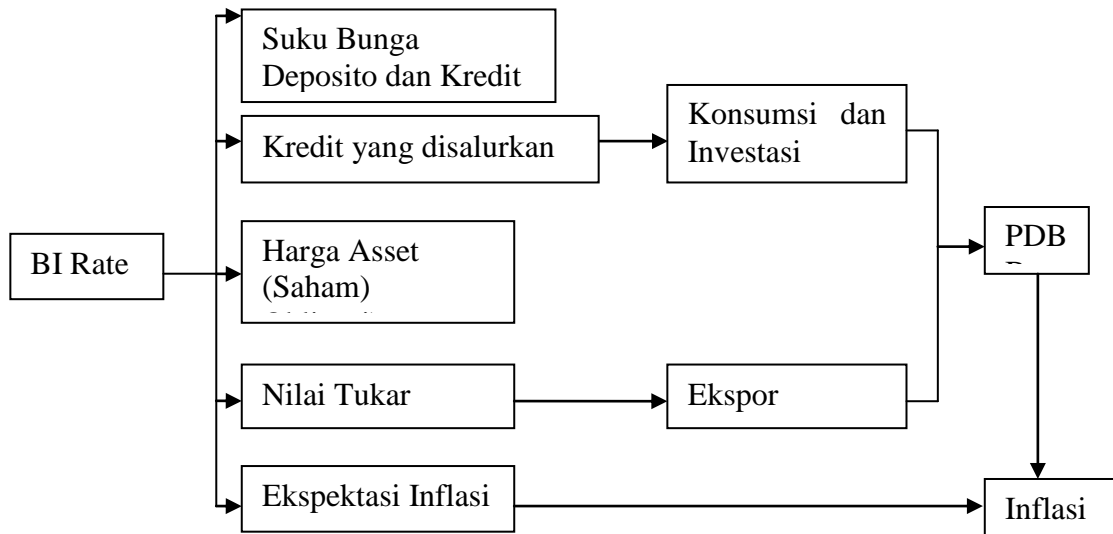 Suku Bunga
Deposito dan Kredit
Kredit yang disalurkan
Konsumsi dan
Investasi
BI Rate
Harga Asset
(Saham)
PDB
Nilai Tukar
Ekspor
Ekspektasi Inflasi
Inflasi